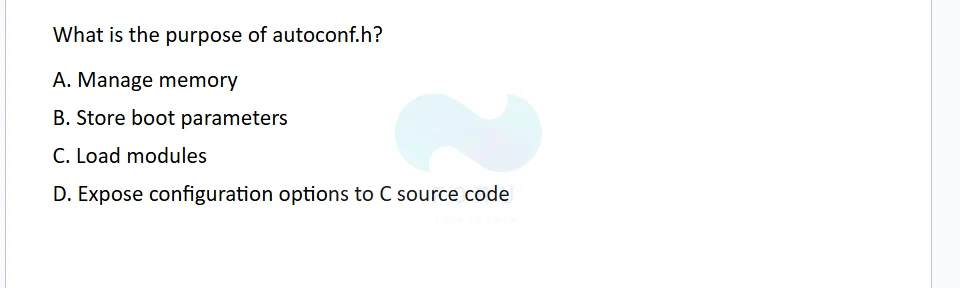 What is the purpose of autoconf.h?
A. Manage memory
B. Store boot parameters
C. Load modules
D. Expose configuration options to C source code